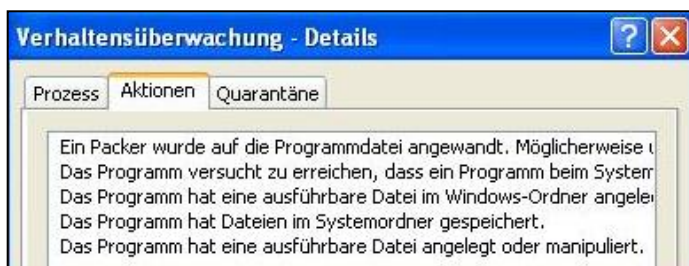 Verhaltensüberwachung - Details
Prozess Aktionen Quarantäne
Ein Packer wurde auf die Programmdatei angewandt. Möglicherweise
Das Programm versucht zu erreichen, dass ein Programm beim System
Das Programm hat eine ausführbare Datei im Windows-Ordner angele
Das Programm hat Dateien im Systemordner gespeichert.
Das Programm hat eine ausführbare Datei angelegt oder manipuliert.